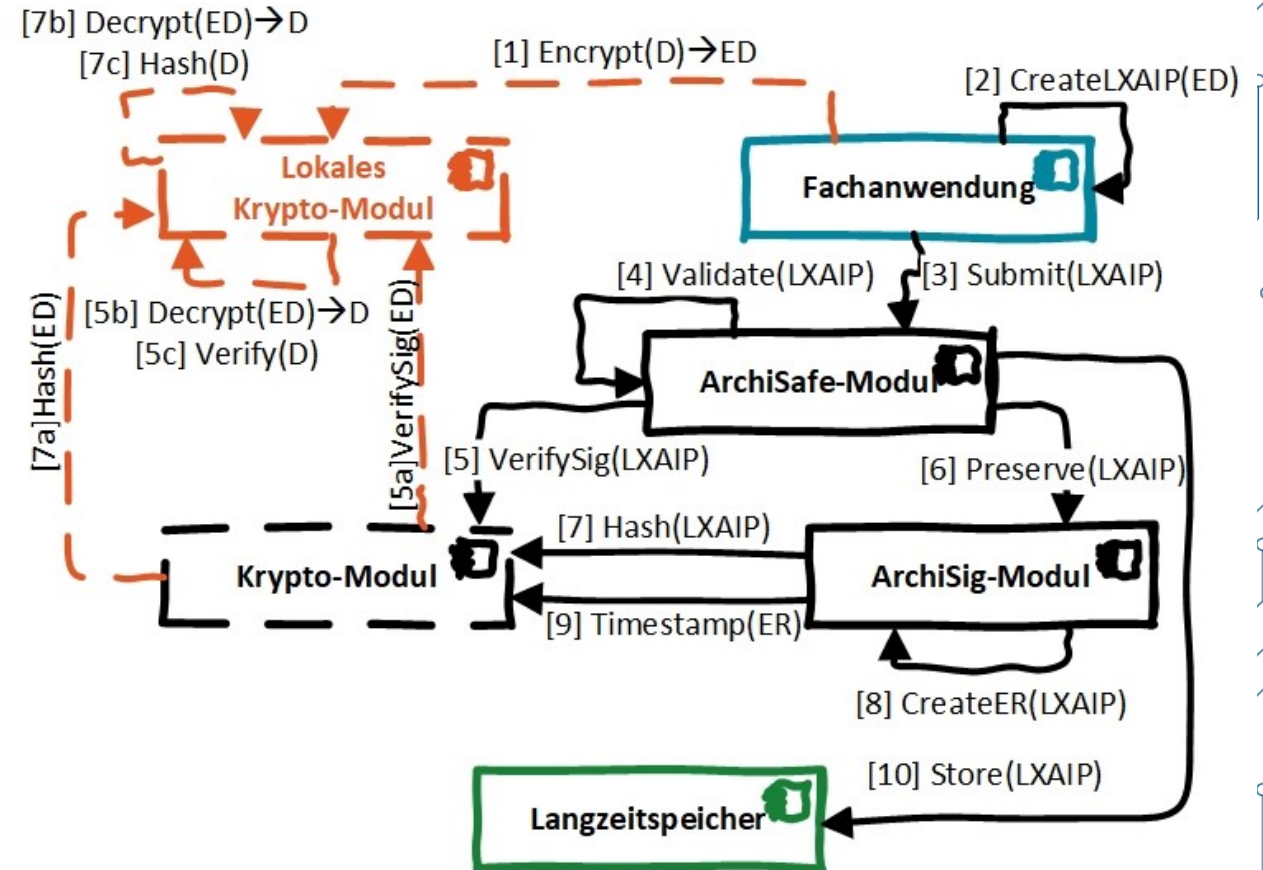 [7b] Decrypt(ED)→D
[7c] Hash(D)
[1] Encrypt(D)→ED
[2] CreateLXAIP(ED)
Lokales
Krypto-Modul
Fachanwendung
[4] Validate(LXAIP)
[3] Submit(LXAIP)
[5b] Decrypt(ED)→D
[5c] Verify(D)
[7a]Hash(ED)
[5a]VerifySig(ED)
ArchiSafe-Modul
[5] VerifySig(LXAIP)
[6] Preserve(LXAIP)
[7] Hash(LXAIP)
Krypto-Modul
ArchiSig-Modul
[9] Timestamp(ER)
[8] CreateER(LXAIP)
[10] Store(LXAIP)
Langzeitspeicher